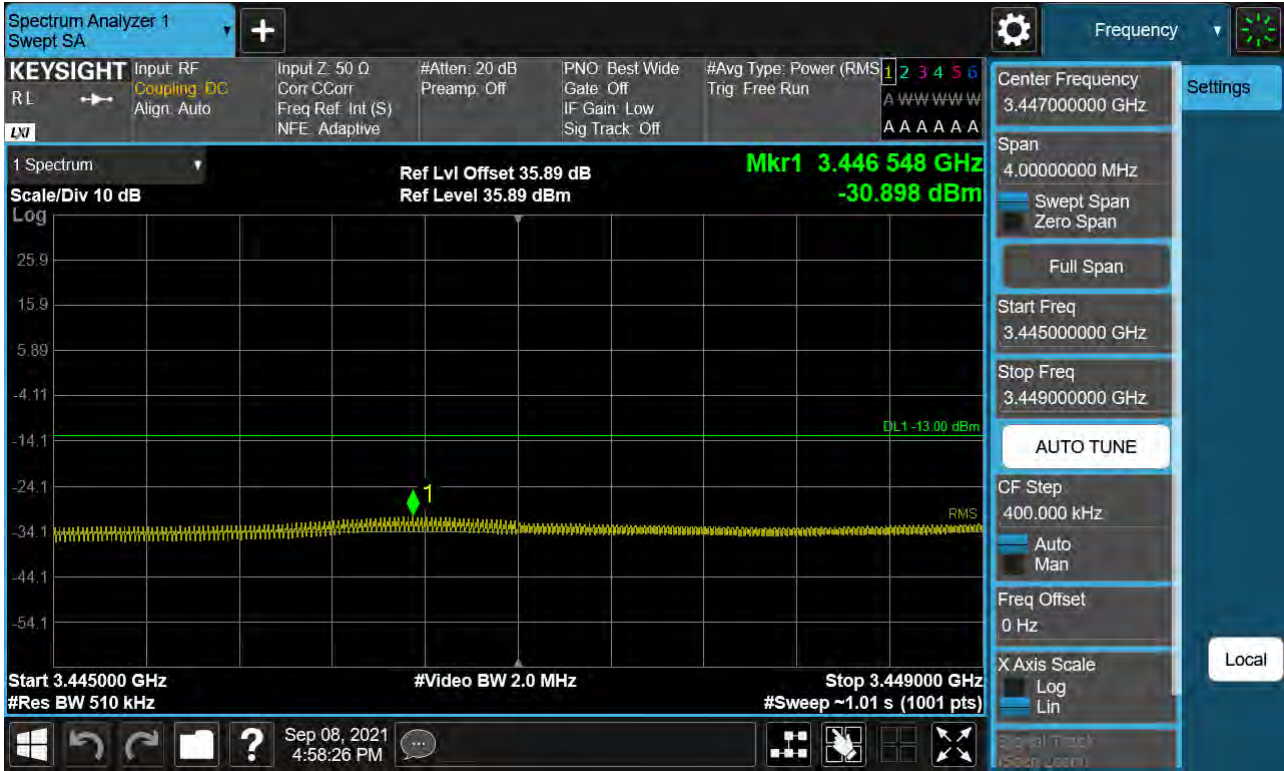 Spectrum Analyzer 1
Swept SA
+
Frequency
KEYSIGHT
RL
LXI
Input: RF
Coupling: DC
Align: Auto
Input Z: 50 Ω
Corr CCorr
Freq Ref: Int (S)
NFE: Adaptive
#Atten: 20 dB
Preamp: Off
PNO: Best Wide
Gate: Off
IF Gain: Low
Sig Track: Off
#Avg Type: Power (RMS
Trig: Free Run
1 2 3 4 5 6
A W W W W W
A A A A A A
1 Spectrum
Scale/Div 10 dB
Log
Ref Lvl Offset 35.89 dB
Ref Level 35.89 dBm
Mkr1 3.446 548 GHz
-30.898 dBm
25.9
15.9
5.89
-4.11
DL1 -13.00 dBm
-14.1
-24.1
1
RMS
-34.1
-44.1
-54.1
Start 3.445000 GHz
#Res BW 510 kHz
#Video BW 2.0 MHz
Stop 3.449000 GHz
#Sweep ~1.01 s (1001 pts)
Center Frequency
3.447000000 GHz
Settings
Span
4.00000000 MHz
Swept Span
Zero Span
Full Span
Start Freq
3.445000000 GHz
Stop Freq
3.449000000 GHz
AUTO TUNE
CF Step
400.000 kHz
Auto
Man
Freq Offset
0 Hz
X Axis Scale
Log
Lin
Local
Signal Track
(Span Zoom)
?
Sep 08, 2021
4:58:26 PM